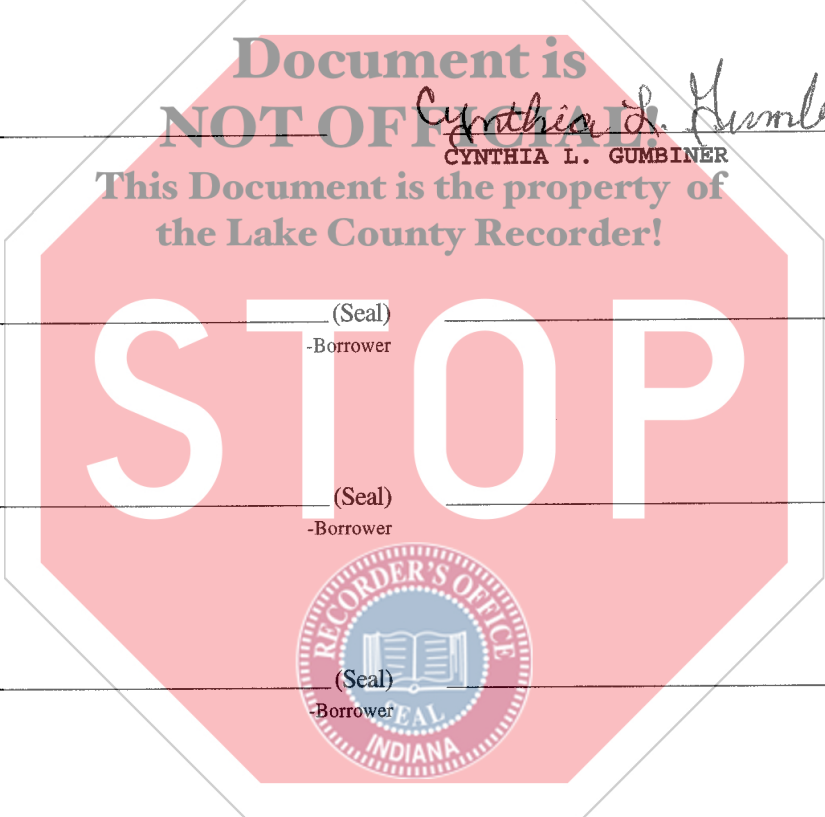 Document is
NOT OFFICIAL!
Cynthia L.
CYNTHIA L. GUMBINER
This Document is the property of
the Lake County Recorder!
(Seal)
-Borrower
STOP
(Seal)
-Borrower
RECORDER'S OFFICE
(Seal)
-Borrower
SEAL
INDIANA